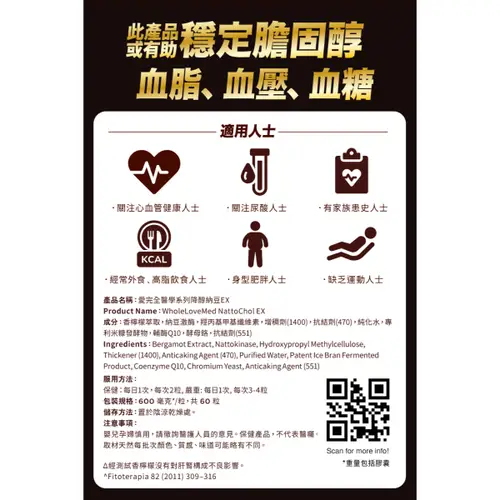 此產品
或有助 穩定膽固醇
血脂、血壓、血糖
適用人士
·關注心血管健康人士
·關注尿酸人士
·有家族患史人士
KCAL
·經常外食、高脂飲食人士
·身型肥胖人士
·缺乏運動人士
產品名稱:愛完全醫學系列降醇納豆EX
Product Name: WholeLoveMed NattoChol EX
成分:香檸檬萃取,納豆激酶,羥丙基甲基纖維素,增稠劑(1400),抗結劑(470),純化水,專
利米糠發酵物,輔酶Q10,酵母鉻,抗結劑(551)
Ingredients: Bergamot Extract, Nattokinase, Hydroxypropyl Methylcellulose,
Thickener (1400), Anticaking Agent (470), Purified Water, Patent Ice Bran Fermented
Product, Coenzyme Q10, Chromium Yeast, Anticaking Agent (551)
服用方法:
保健:每日1次,每次2粒, 嚴重:每日1次,每次3-4粒
包裝規格:600 毫克*/粒,共 60 粒
儲存方法:置於陰涼乾燥處。
注意事項:
嬰兒孕婦慎用,請徵詢醫護人員的意見。保健產品,不代表醫囑。
取材天然每批次顏色、質感、味道可能略有不同。
Scan for more info!
*重量包括膠囊
Δ經測試香檸檬沒有對肝腎構成不良影響。
^Fitoterapia 82 (2011) 309–316